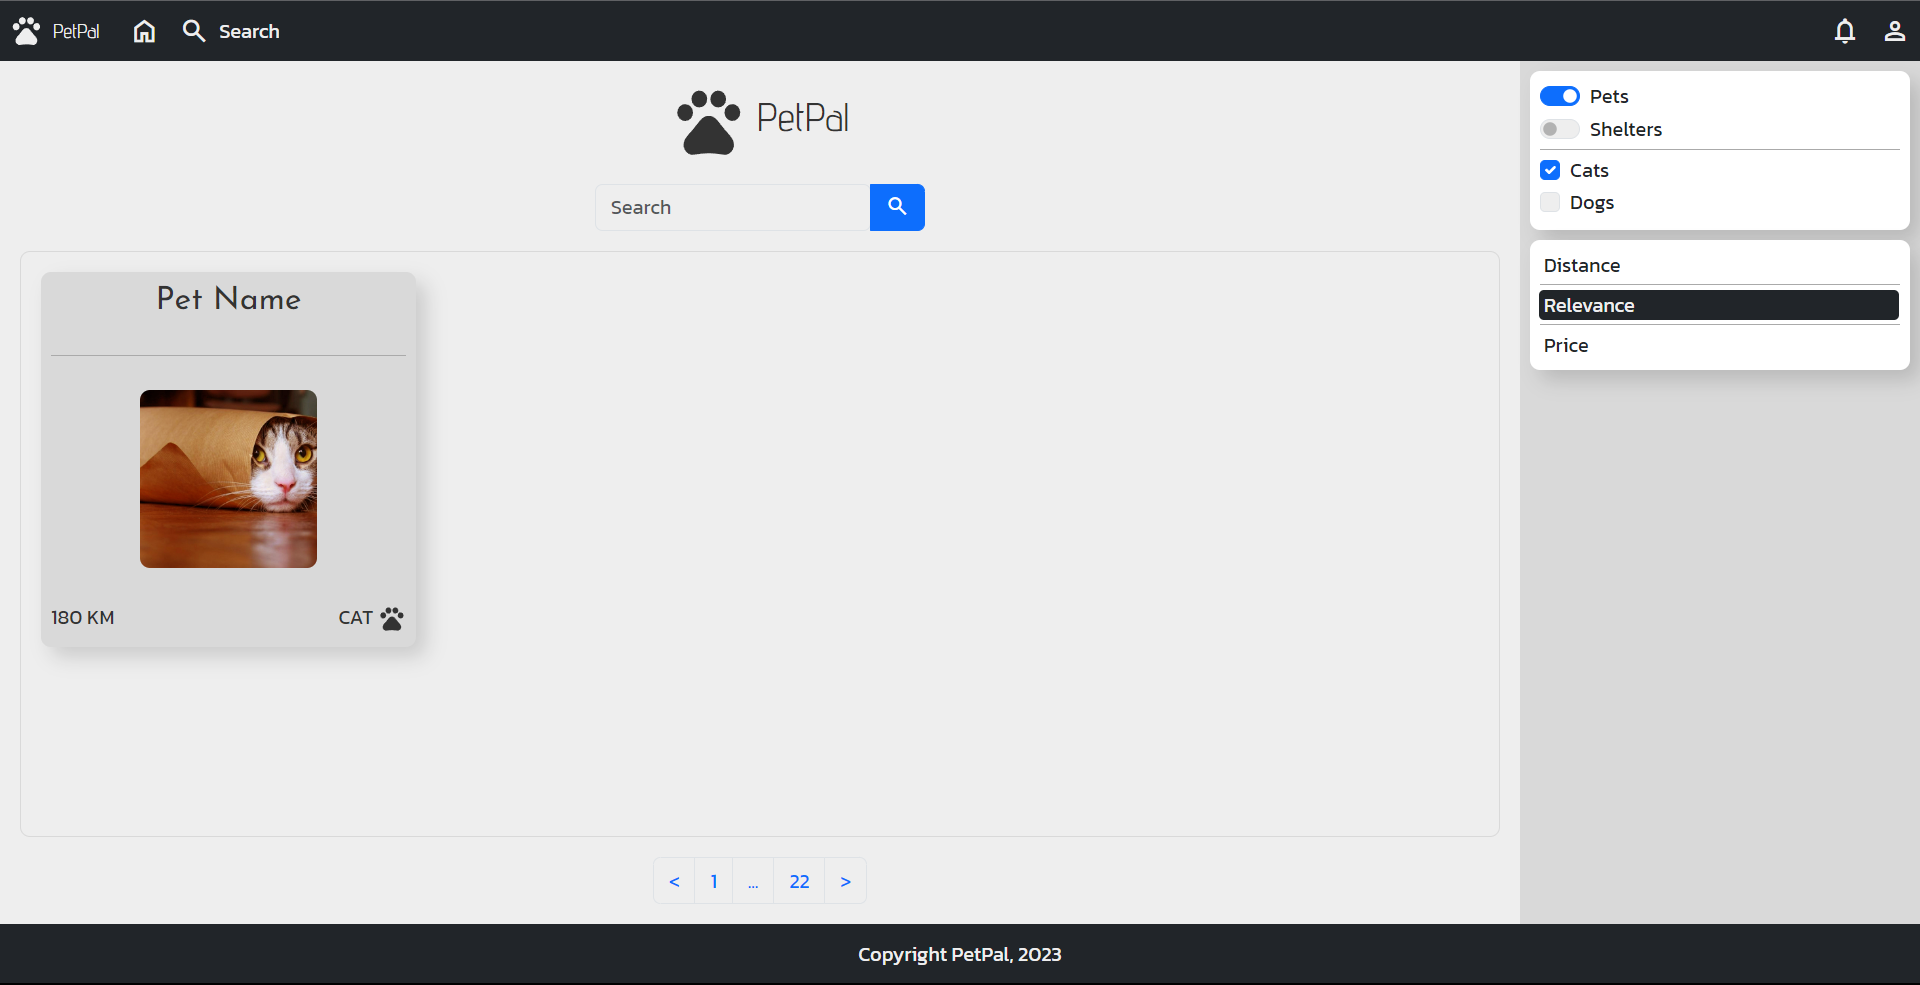 PetPal
Search
PetPal
Search
Pet Name
180 KM
CAT
< 1 ... 22 >
Pets
Shelters
Cats
Dogs
Distance
Relevance
Price
Copyright PetPal, 2023